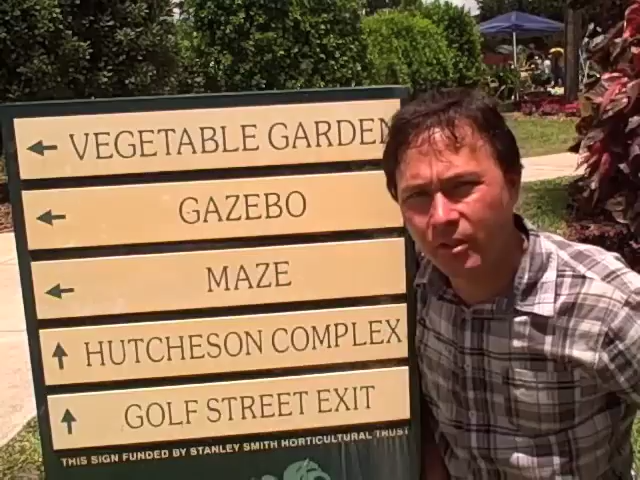 ← VEGETABLE GARDEN
← GAZEBO
← MAZE
↑ HUTCHESON COMPLEX
↑ GOLF STREET EXIT
THIS SIGN FUNDED BY STANLEY SMITH HORTICULTURAL TRUST